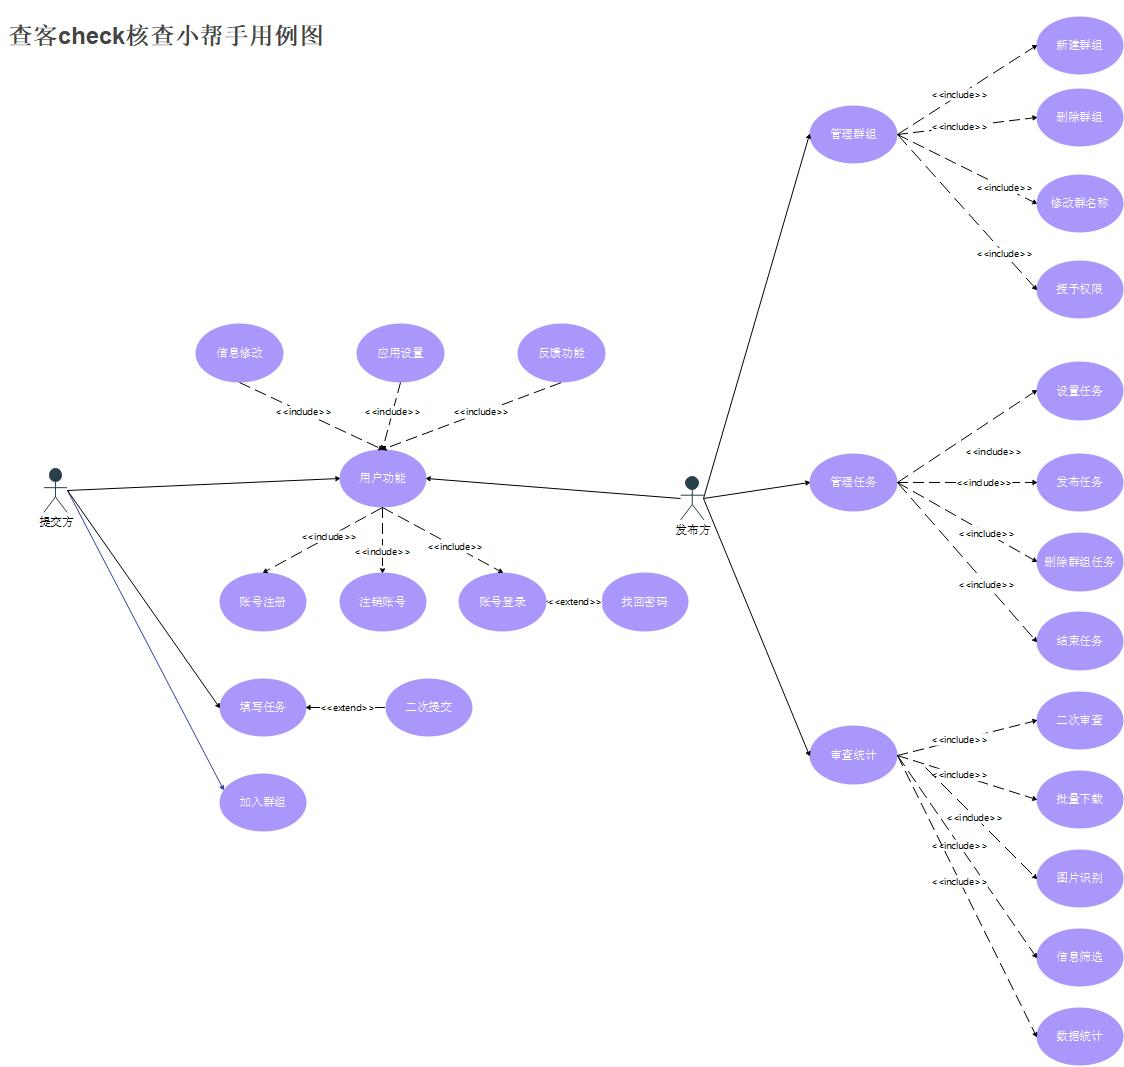 查客check核查小帮手用例图
新建群组
<<include>>
删除群组
<<include>>
管理群组
<<include>>
修改群名称
<<include>>
授予权限
信息修改
应用设置
反馈功能
设置任务
<<include>>
<<include>>
<<include>>
<<include>>
用户功能
管理任务
<<include>>
发布任务
提交方
发布方
<<include>>
<<include>>
<<include>>
<<include>>
删除群组任务
<<include>>
账号注册
注销账号
账号登录
<<extend>>
找回密码
结束任务
填写任务
<<extend>>
二次提交
二次审查
<<include>>
审查统计
<<include>>
批量下载
加入群组
<<include>>
<<include>>
图片识别
<<include>>
信息筛选
数据统计